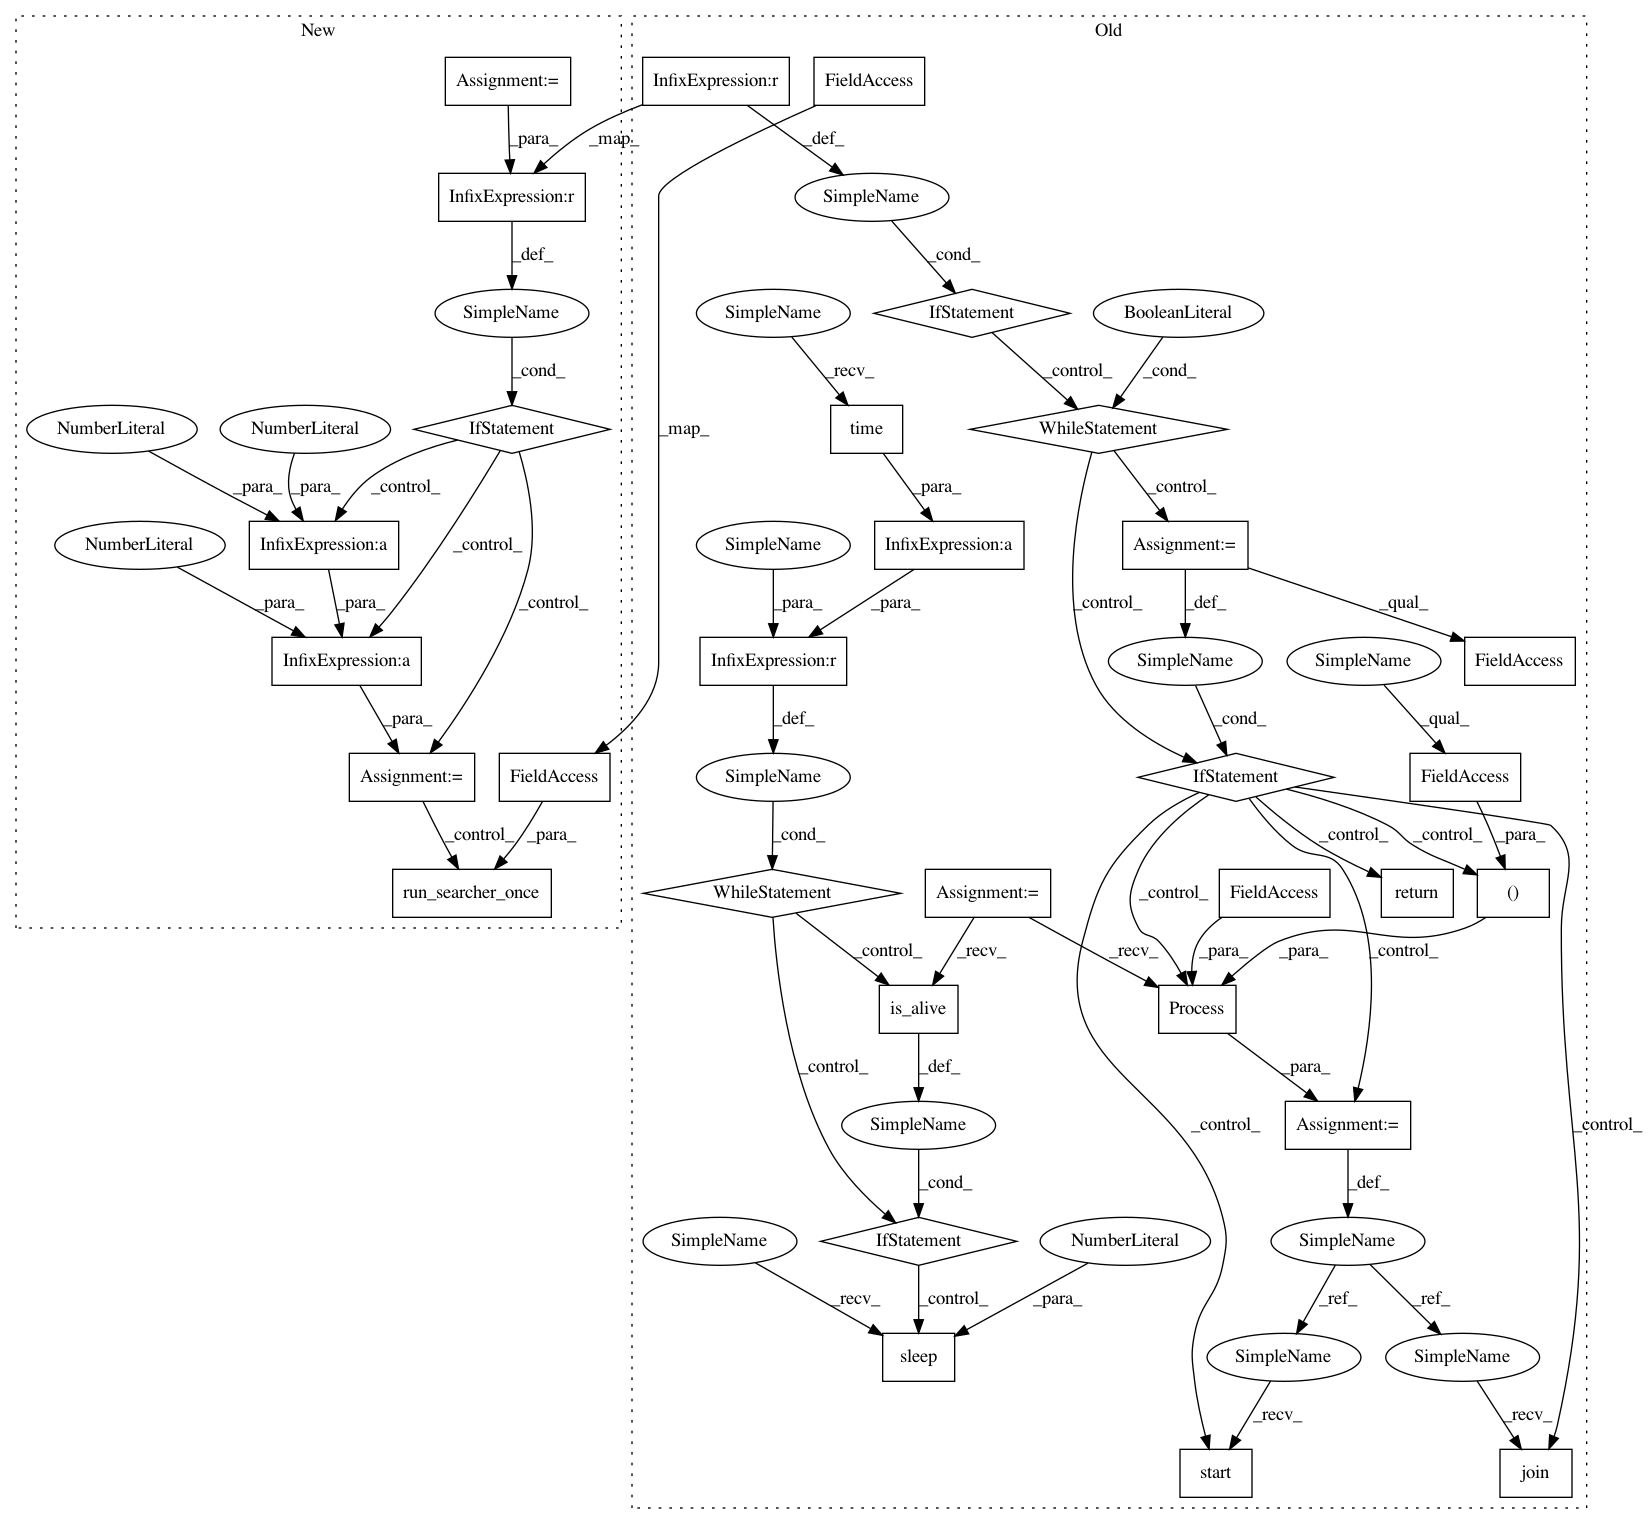 New
Old
Assignment:=
InfixExpression:r
FieldAccess
_para_
_map_
_def_
InfixExpression:r
SimpleName
_def_
_cond_
SimpleName
SimpleName
IfStatement
BooleanLiteral
_cond_
_recv_
_control_
_cond_
NumberLiteral
NumberLiteral
IfStatement
_map_
time
WhileStatement
_para_
_para_
_control_
_para_
_control_
NumberLiteral
InfixExpression:a
_control_
SimpleName
InfixExpression:a
Assignment:=
_para_
_para_
_control_
_para_
_para_
_control_
_def_
_qual_
InfixExpression:a
InfixExpression:r
SimpleName
SimpleName
FieldAccess
_para_
_def_
_cond_
_qual_
Assignment:=
FieldAccess
SimpleName
IfStatement
FieldAccess
_control_
_para_
_cond_
_control_
_control_
_para_
run_searcher_once
WhileStatement
Assignment:=
FieldAccess
return
()
_control_
_control_
_recv_
_recv_
_para_
_para_
_control_
is_alive
Process
_control_
_def_
_para_
SimpleName
Assignment:=
_control_
_control_
_cond_
_def_
SimpleName
IfStatement
NumberLiteral
SimpleName
_recv_
_control_
_para_
_ref_
_ref_
sleep
SimpleName
SimpleName
_recv_
_recv_
start
join